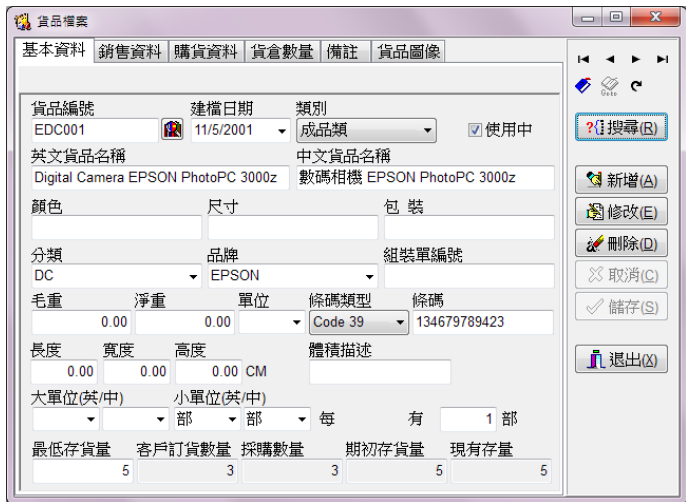 貨品檔案
基本資料 銷售資料 購貨資料 貨倉數量 備註 貨品圖像
Goto
貨品編號 建檔日期 類別
EDC001 11/5/2001 成品類 使用中
?{} 搜尋(R)
英文貨品名稱 中文貨品名稱
Digital Camera EPSON PhotoPC 3000z 數碼相機 EPSON PhotoPC 3000z
新增(A)
顏色 尺寸 包 裝
修改(E)
刪除(D)
分類 品牌 組裝單編號
DC EPSON
取消(C)
毛重 淨重 單位 條碼類型 條碼
0.00 0.00 Code 39 134679789423
儲存(S)
長度 寬度 高度 體積描述
0.00 0.00 0.00 CM
退出(X)
大單位(英/中) 小單位(英/中)
部 部 每 有 1 部
最低存貨量 客戶訂貨數量 採購數量 期初存貨量 現有存量
5 3 3 5 5